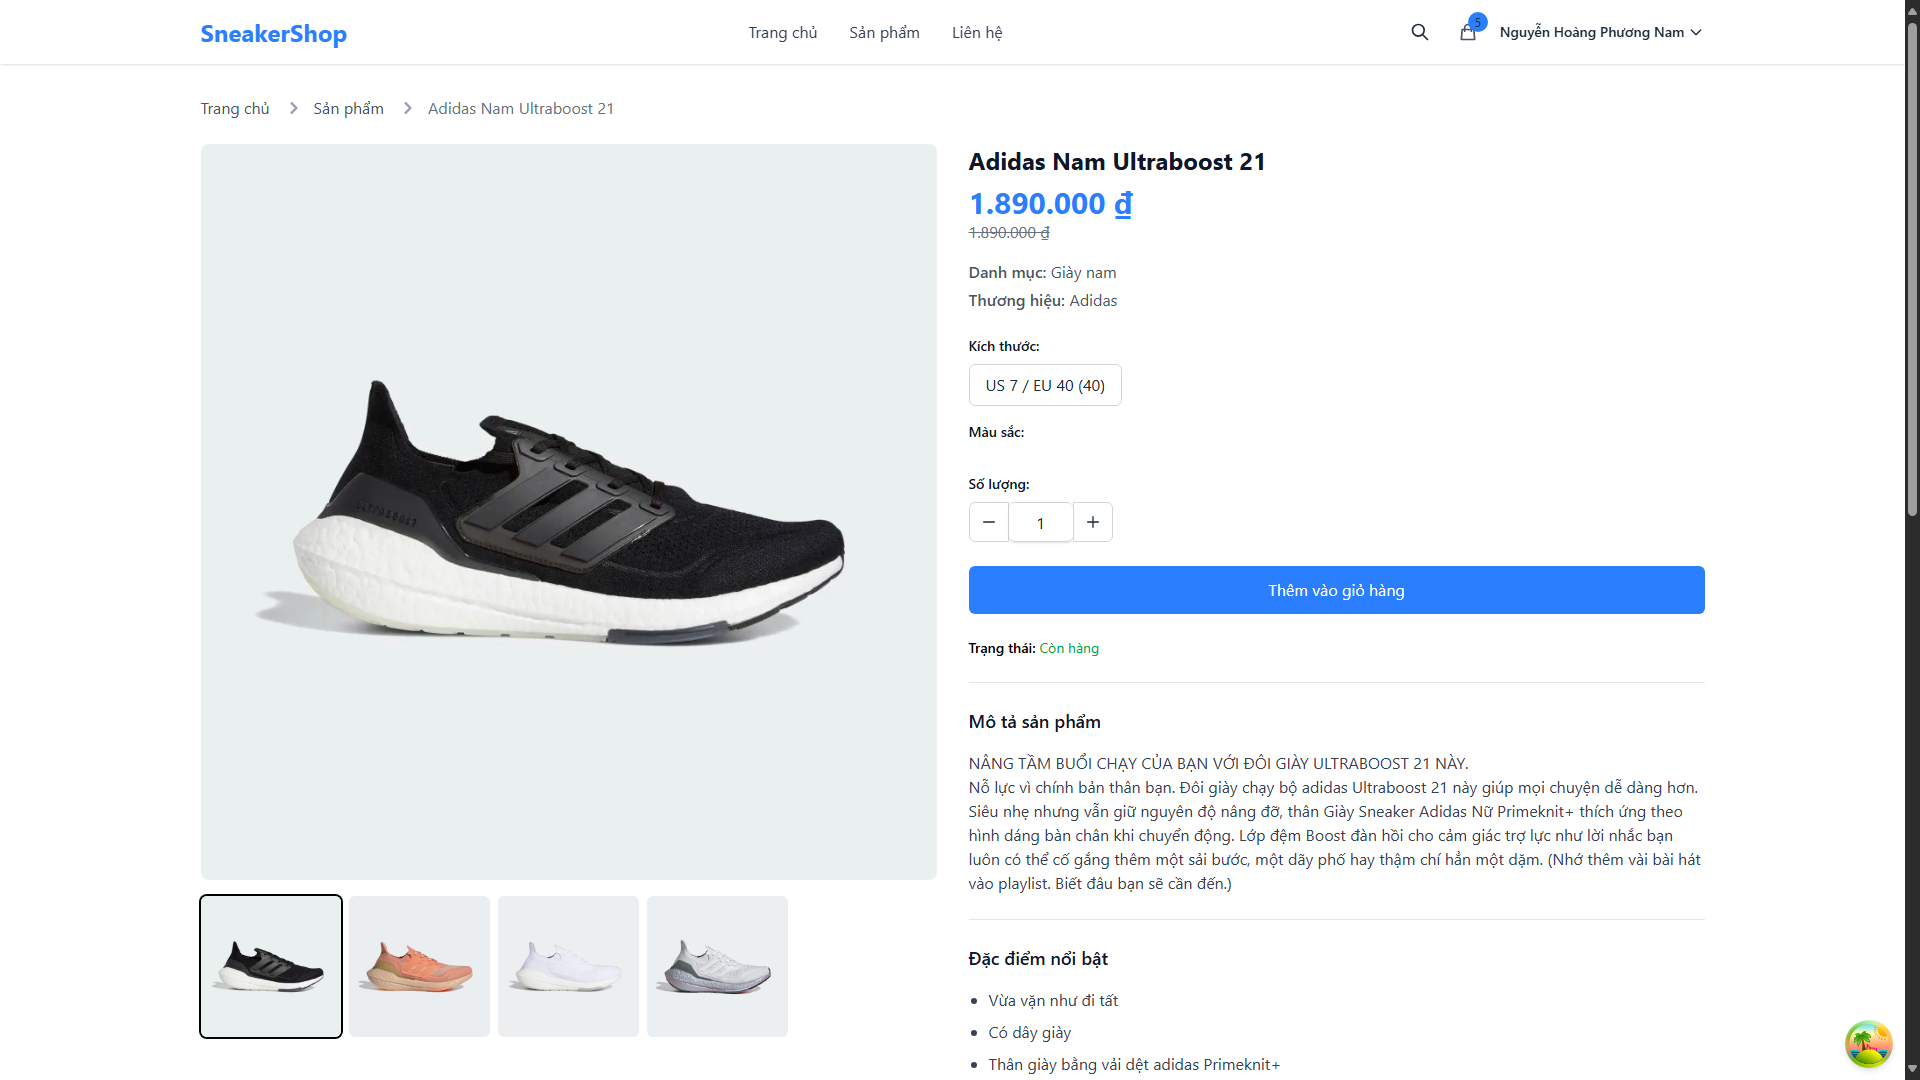 SneakerShop
Trang chủ
Sản phẩm
Liên hệ
5
Nguyễn Hoàng Phương Nam
Trang chủ
Sản phẩm
Adidas Nam Ultraboost 21
Adidas Nam Ultraboost 21
1.890.000 ₫
1.890.000 ₫
Danh mục: Giày nam
Thương hiệu: Adidas
Kích thước:
US 7 / EU 40 (40)
Màu sắc:
Số lượng:
1
Thêm vào giỏ hàng
Trạng thái: Còn hàng
Mô tả sản phẩm
NÂNG TẦM BUỔI CHẠY CỦA BẠN VỚI ĐÔI GIÀY ULTRABOOST 21 NÀY.
Nỗ lực vì chính bản thân bạn. Đôi giày chạy bộ adidas Ultraboost 21 này giúp mọi chuyện dễ dàng hơn.
Siêu nhẹ nhưng vẫn giữ nguyên độ nâng đỡ, thân Giày Sneaker Adidas Nữ Primeknit+ thích ứng theo
hình dáng bàn chân khi chuyển động. Lớp đệm Boost đàn hồi cho cảm giác trợ lực như lời nhắc bạn
luôn có thể cố gắng thêm một sải bước, một dãy phố hay thậm chí hẳn một dặm. (Nhớ thêm vài bài hát
vào playlist. Biết đâu bạn sẽ cần đến.)
Đặc điểm nổi bật
Vừa vặn như đi tất
Có dây giày
Thân giày bằng vải dệt adidas Primeknit+